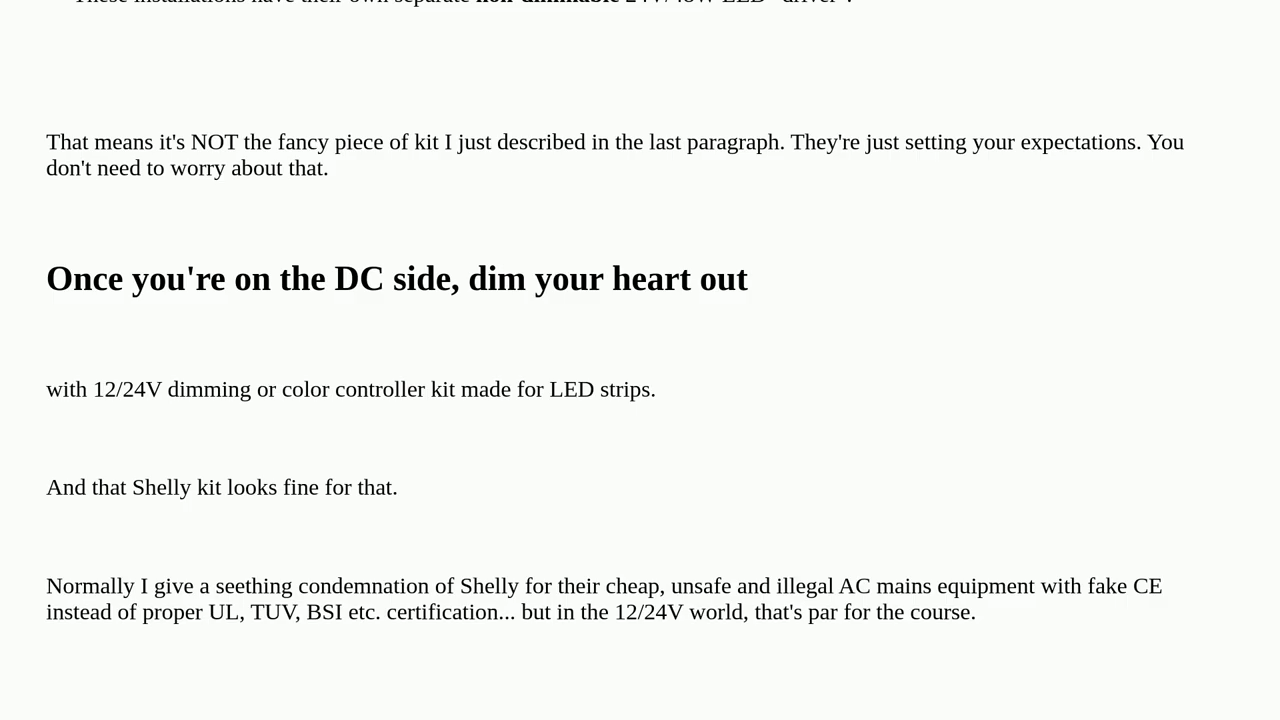 That means it's NOT the fancy piece of kit I just described in the last paragraph. They're just setting your expectations. You
don't need to worry about that.
Once you're on the DC side, dim your heart out
with 12/24V dimming or color controller kit made for LED strips.
And that Shelly kit looks fine for that.
Normally I give a seething condemnation of Shelly for their cheap, unsafe and illegal AC mains equipment with fake CE
instead of proper UL, TUV, BSI etc. certification... but in the 12/24V world, that's par for the course.